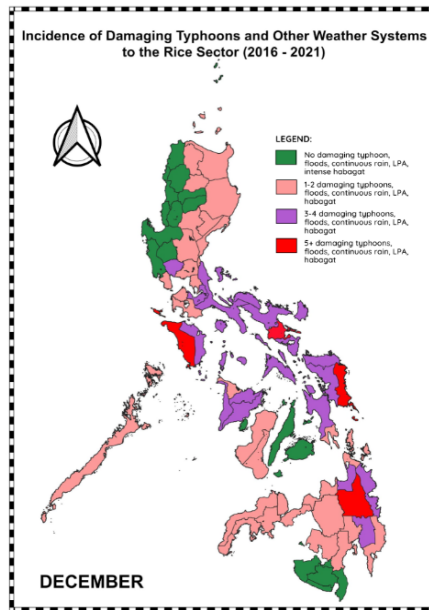 Incidence of Damaging Typhoons and Other Weather Systems
to the Rice Sector (2016 - 2021)
LEGEND:
No damaging typhoon,
floods, continuous rain, LPA,
intense habagat
1-2 damaging typhoons,
floods, continuous rain, LPA,
habagat
3-4 damaging typhoons,
floods, continuous rain, LPA,
habagat
5+ damaging typhoons,
floods, continuous rain, LPA,
habagat
DECEMBER